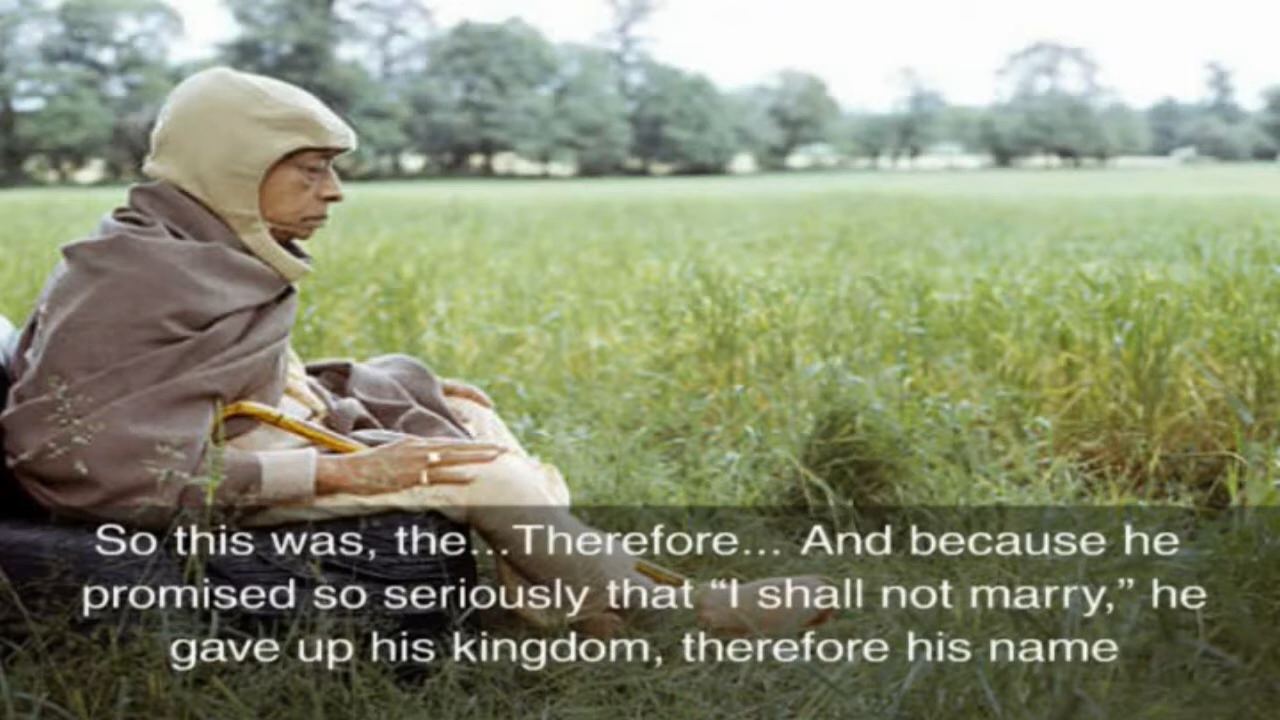 So this was, the...Therefore... And because he
promised so seriously that “I shall not marry,” he
gave up his kingdom, therefore his name